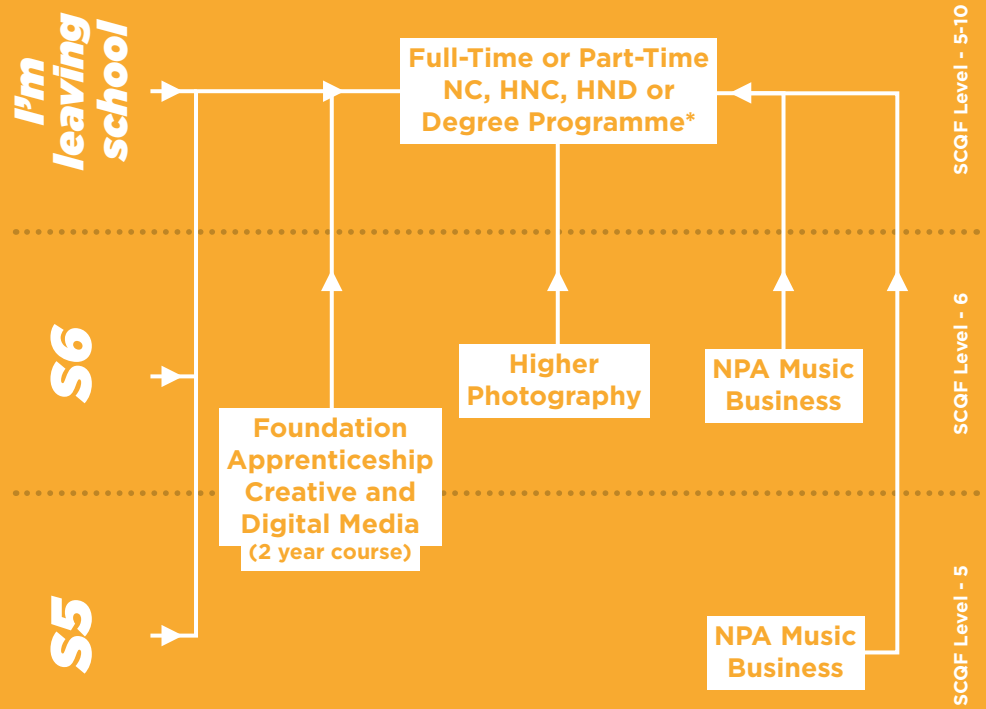 I'm
leaving
school
Full-Time or Part-Time
NC, HNC, HND or
Degree Programme*
SCQF Level - 5-10
S6
Foundation
Apprenticeship
Creative and
Digital Media
(2 year course)
Higher
Photography
NPA Music
Business
SCQF Level - 6
S5
NPA Music
Business
SCQF Level - 5